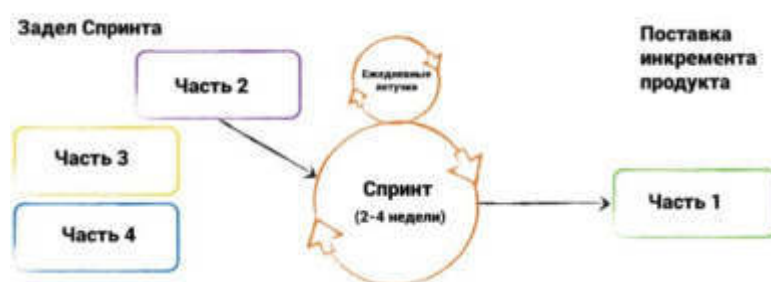 Задел Спринта
Часть 2
Часть 3
Часть 4
Ежедневные
летучки
Спринт
(2-4 недели)
Поставка
инкремента
продукта
Часть 1